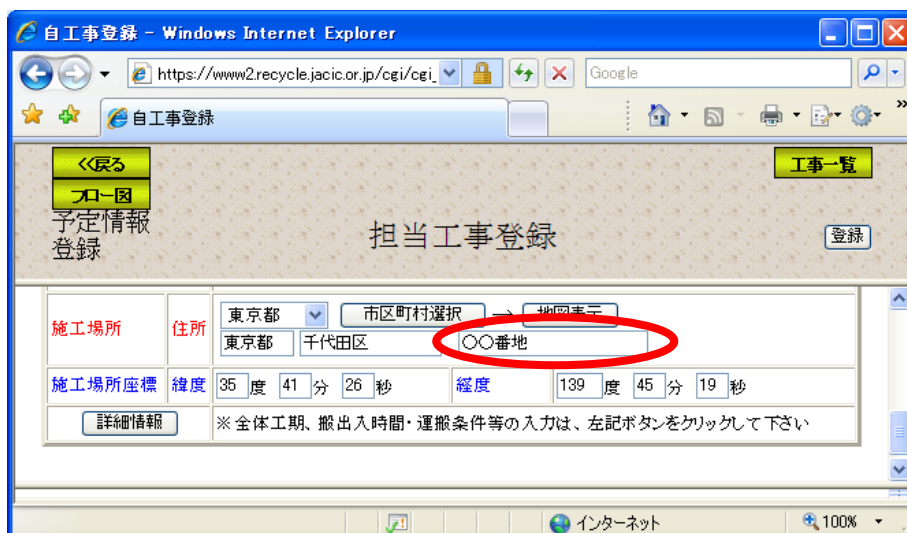 自工事登録 - Windows Internet Explorer
https://www2.recycle.jacic.or.jp/cgi/cgi_
Google
自工事登録
<<戻る
工事一覧
フロー図
予定情報
登録
担当工事登録
登録
施工場所 住所 東京都 市区町村選択 → 地図表示
東京都 千代田区 〇〇番地
施工場所座標 緯度 35 度 41 分 26 秒 経度 139 度 45 分 19 秒
詳細情報 ※全体工期、搬出入時間・運搬条件等の入力は、左記ボタンをクリックして下さい
インターネット 100%